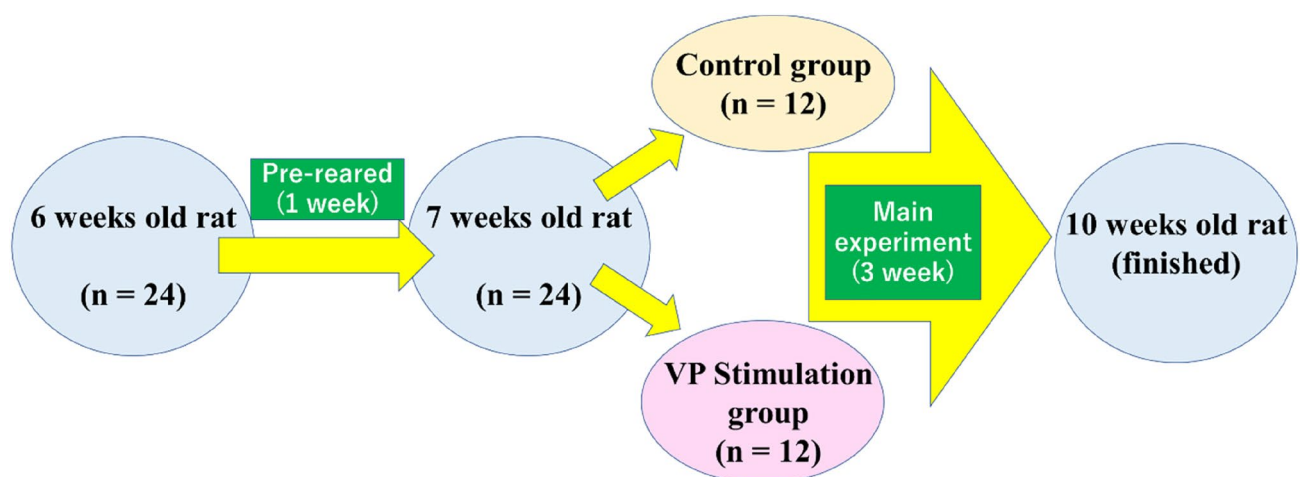 6 weeks old rat
(n = 24)
Pre-reared
(1 week)
7 weeks old rat
(n = 24)
Control group
(n = 12)
VP Stimulation
group
(n = 12)
Main
experiment
(3 week)
10 weeks old rat
(finished)